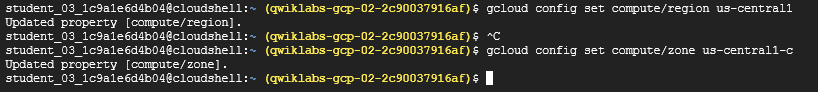 student_03_1c9a1e6d4b04@cloudshell:~ (qwiklabs-gcp-02-2c90037916af)$ gcloud config set compute/region us-central1
Updated property [compute/region].
student_03_1c9a1e6d4b04@cloudshell:~ (qwiklabs-gcp-02-2c90037916af)$ ^C
student_03_1c9a1e6d4b04@cloudshell:~ (qwiklabs-gcp-02-2c90037916af)$ gcloud config set compute/zone us-central1-c
Updated property [compute/zone].
student_03_1c9a1e6d4b04@cloudshell:~ (qwiklabs-gcp-02-2c90037916af)$